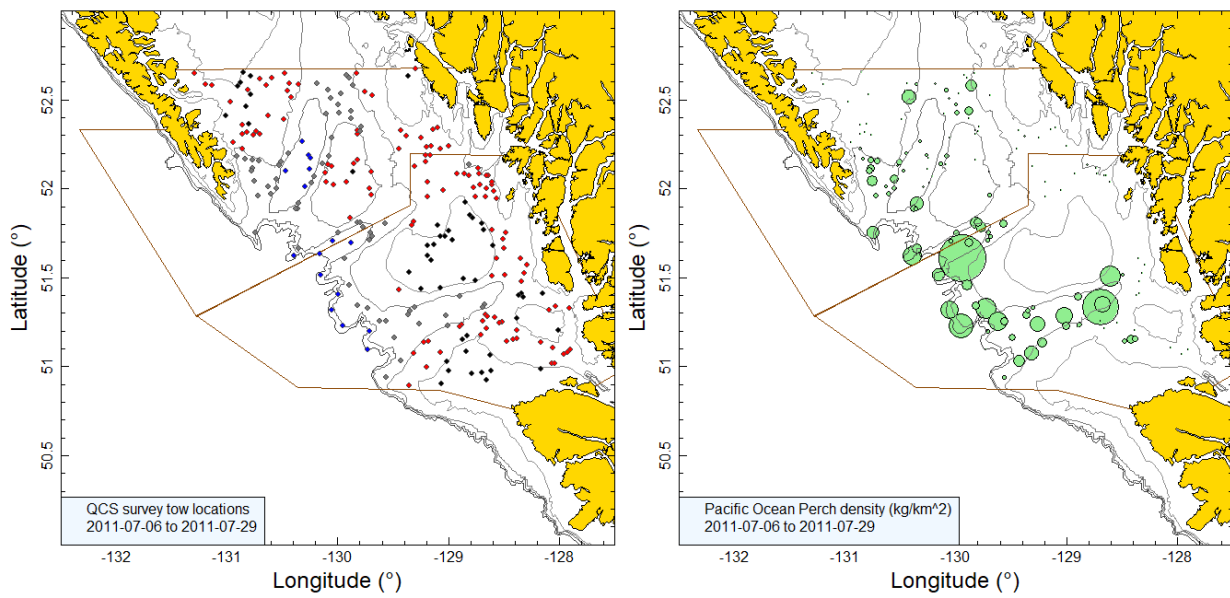 52.5
52
51.5
51
50.5
Latitude (°)
QCS survey tow locations
2011-07-06 to 2011-07-29
-132
-131
-130
-129
-128
Longitude (°)
52.5
52
51.5
51
50.5
Latitude (°)
Pacific Ocean Perch density (kg/km^2)
2011-07-06 to 2011-07-29
-132
-131
-130
-129
-128
Longitude (°)